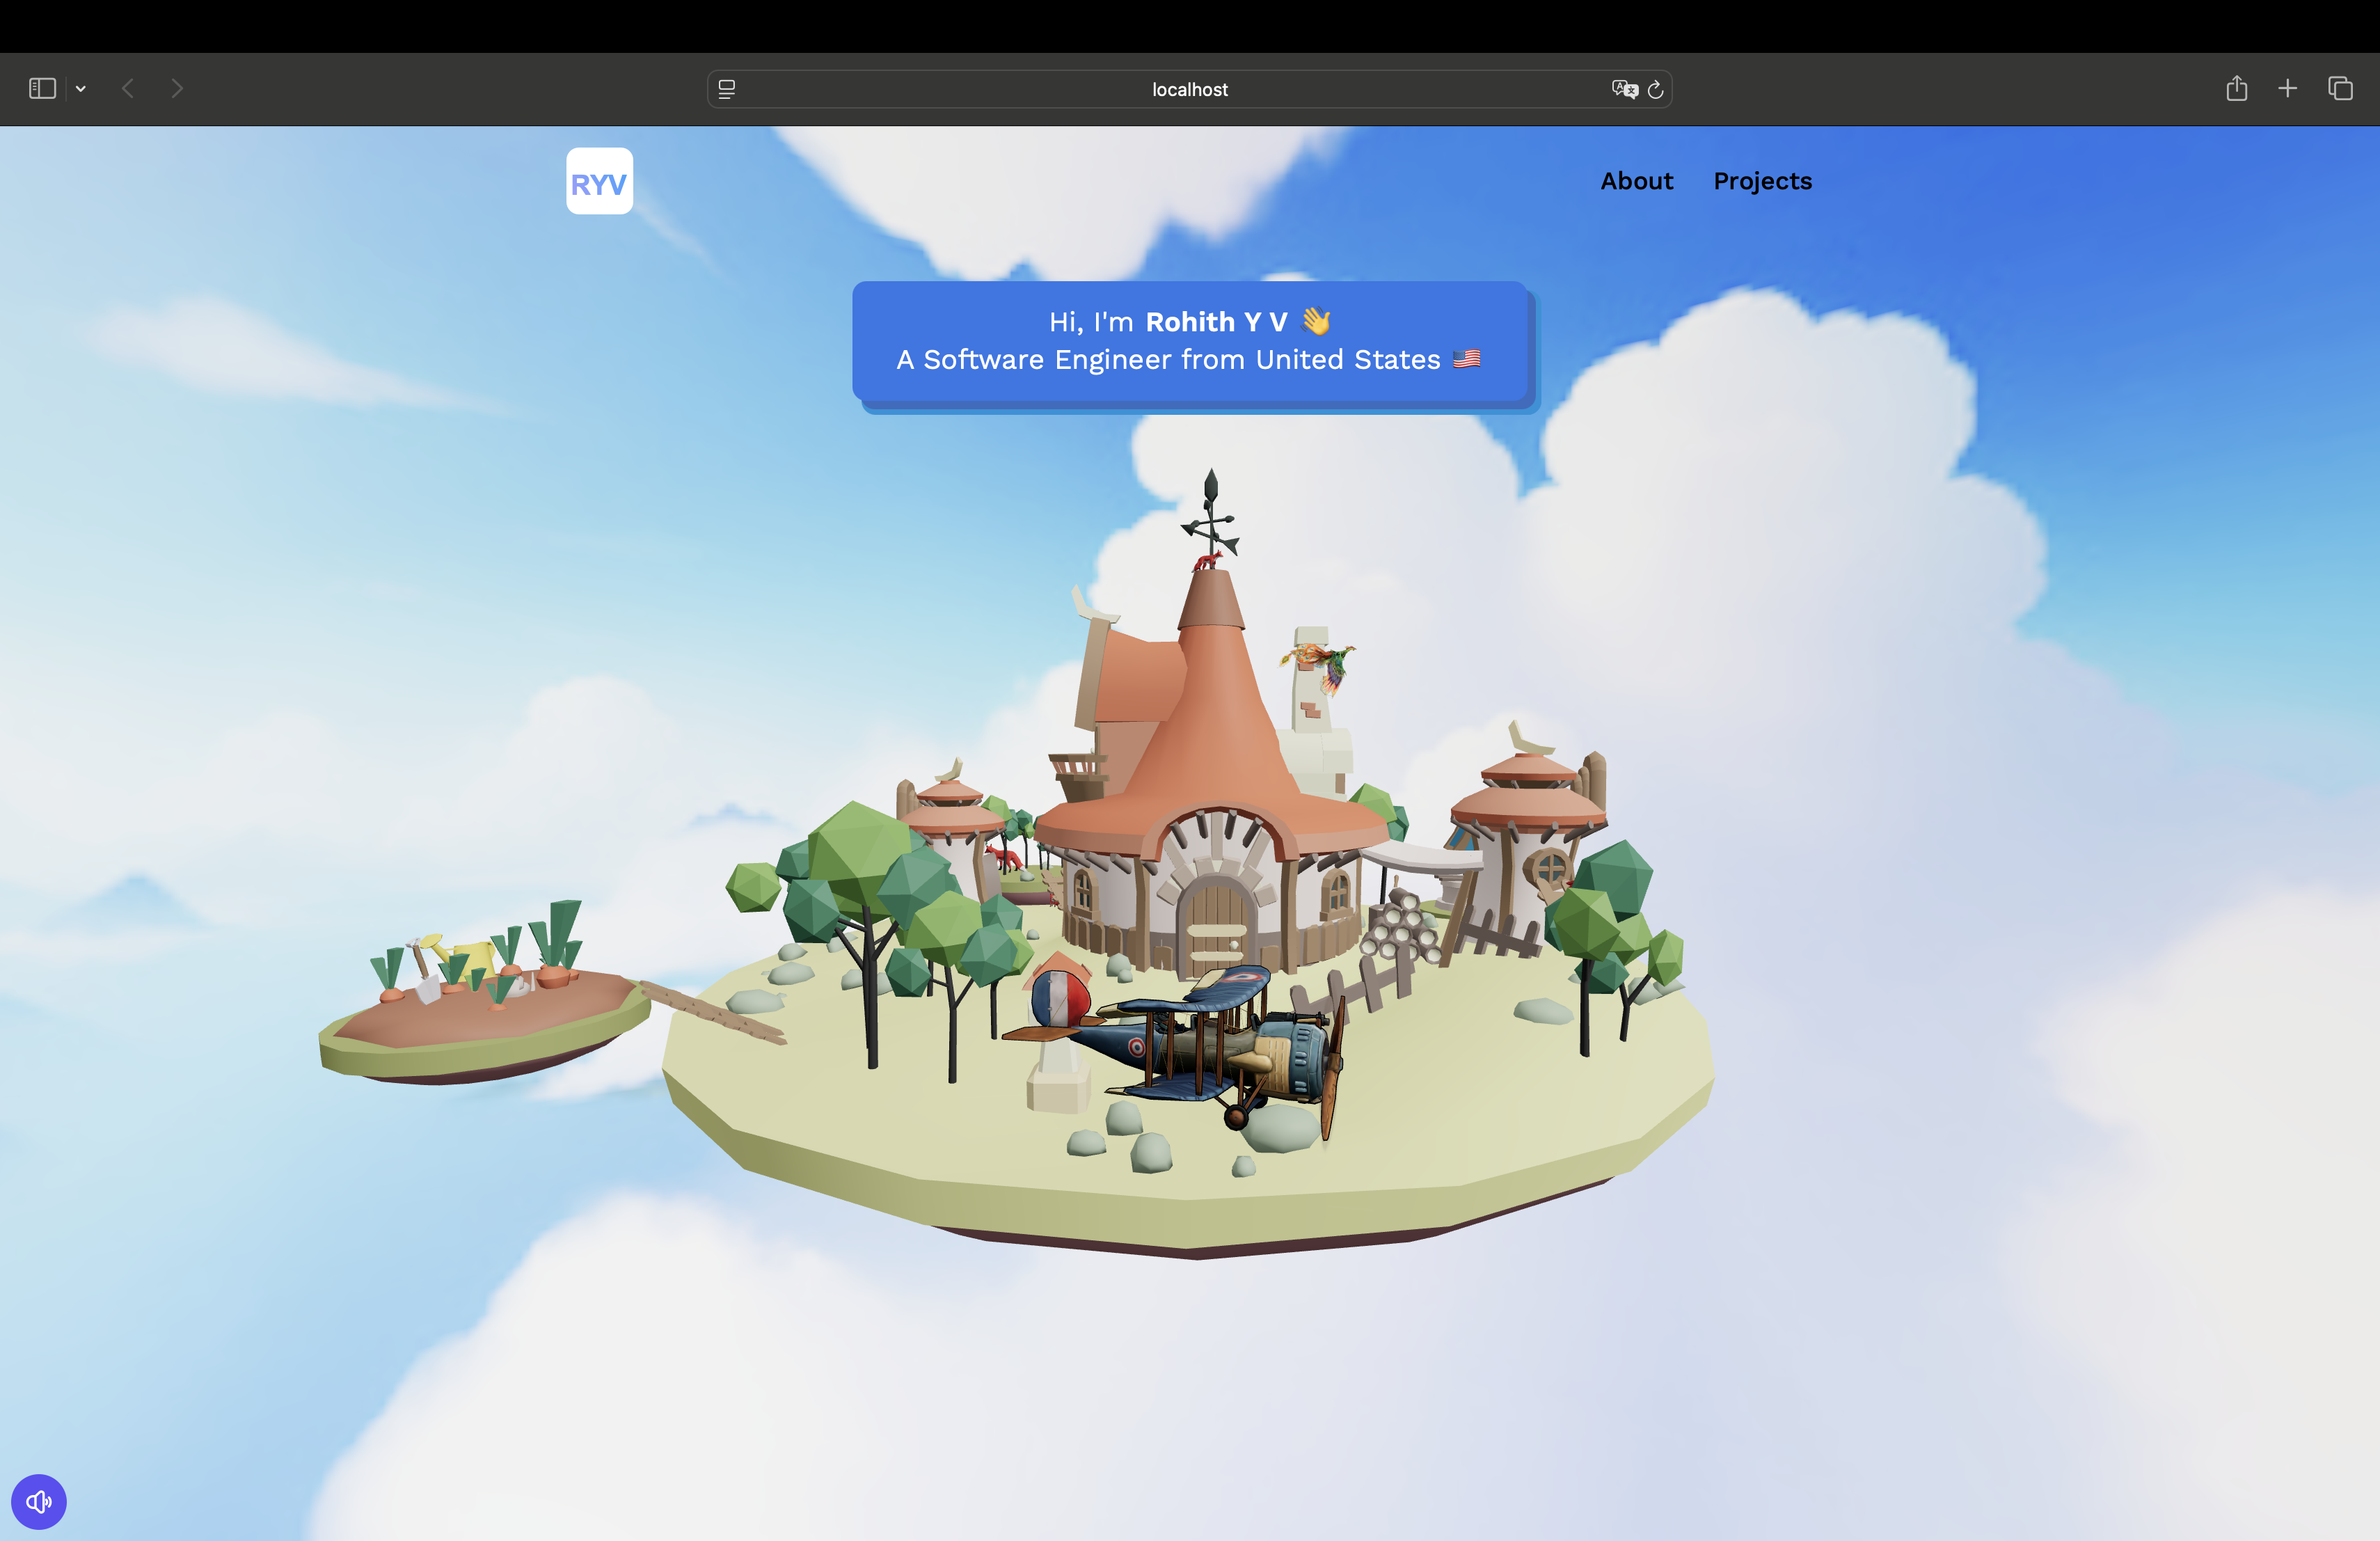 localhost
RYV
About Projects
Hi, I'm Rohith Y V 👋
A Software Engineer from United States 🇺🇸